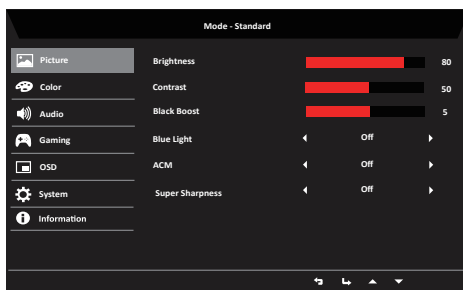 Mode - Standard
Picture
Brightness 80
Color
Contrast 50
Audio
Black Boost 5
Gaming
Blue Light Off
OSD
ACM Off
System
Super Sharpness Off
Information